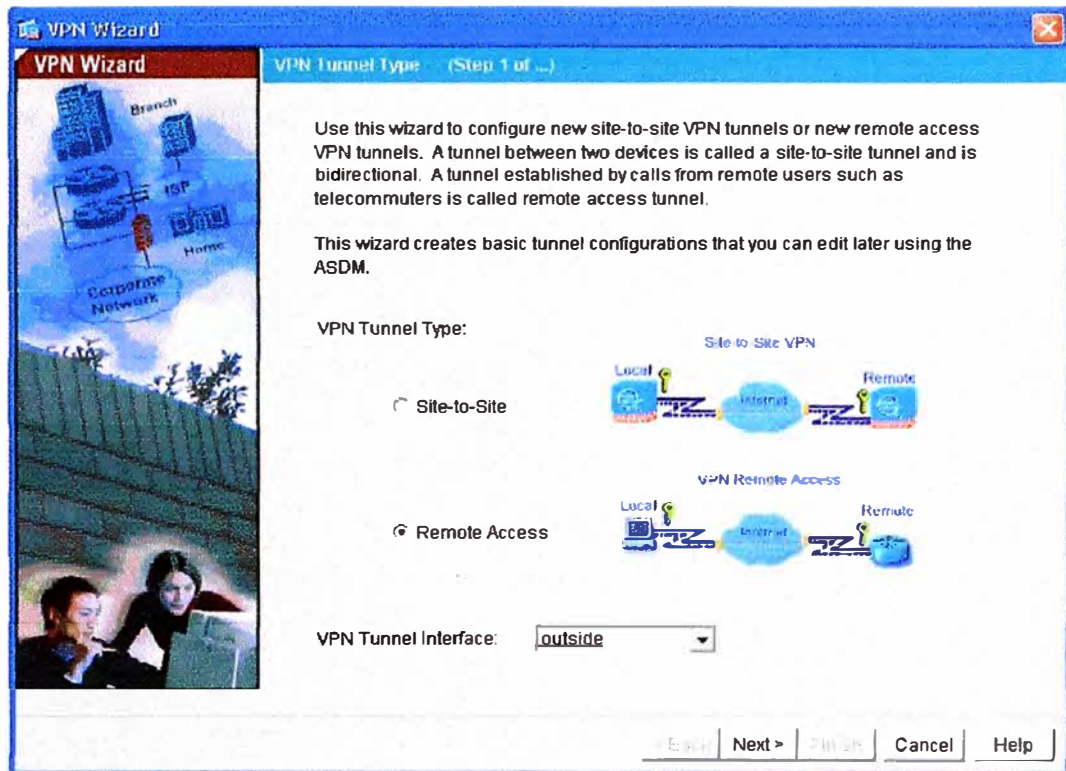 VPN Wizard
VPN Wizard
VPN Tunnel Type (Step 1 of ...)
Branch
ISP
Home
Corporate
Network
Use this wizard to configure new site-to-site VPN tunnels or new remote access
VPN tunnels. A tunnel between two devices is called a site-to-site tunnel and is
bidirectional. A tunnel established by calls from remote users such as
telecommuters is called remote access tunnel.
This wizard creates basic tunnel configurations that you can edit later using the
ASDM.
VPN Tunnel Type:
Site-to-Site VPN
Local
Remote
Internet
Site-to-Site
VPN Remote Access
Local
Remote
Internet
Remote Access
VPN Tunnel Interface:
outside
< Back
Next >
Finish
Cancel
Help